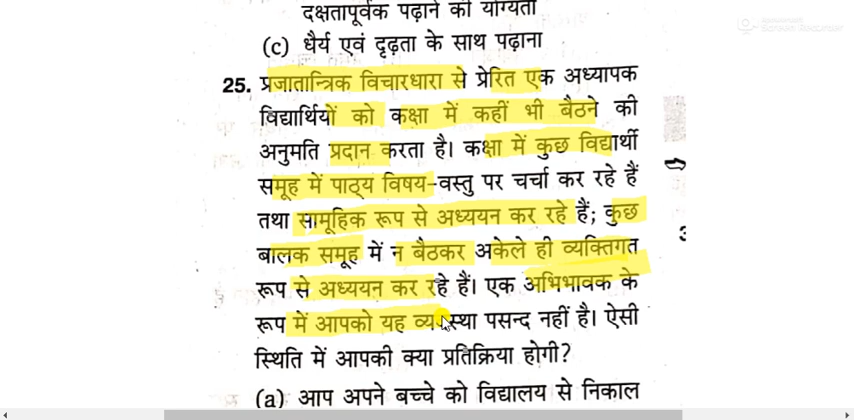 दक्षतापूर्वक पढ़ाने की योग्यता
(c) धैर्य एवं दृढ़ता के साथ पढ़ाना
25. प्रजातान्त्रिक विचारधारा से प्रेरित एक अध्यापक
विद्यार्थियों को कक्षा में कहीं भी बैठने की
अनुमति प्रदान करता है। कक्षा में कुछ विद्यार्थी
समूह में पाठ्य विषय-वस्तु पर चर्चा कर रहे हैं
तथा सामूहिक रूप से अध्ययन कर रहे हैं; कुछ
बालक समूह में न बैठकर अकेले ही व्यक्तिगत
रूप से अध्ययन कर रहे हैं। एक अभिभावक के
रूप में आपको यह व्यवस्था पसन्द नहीं है। ऐसी
स्थिति में आपकी क्या प्रतिक्रिया होगी?
(a) आप अपने बच्चे को विद्यालय से निकाल